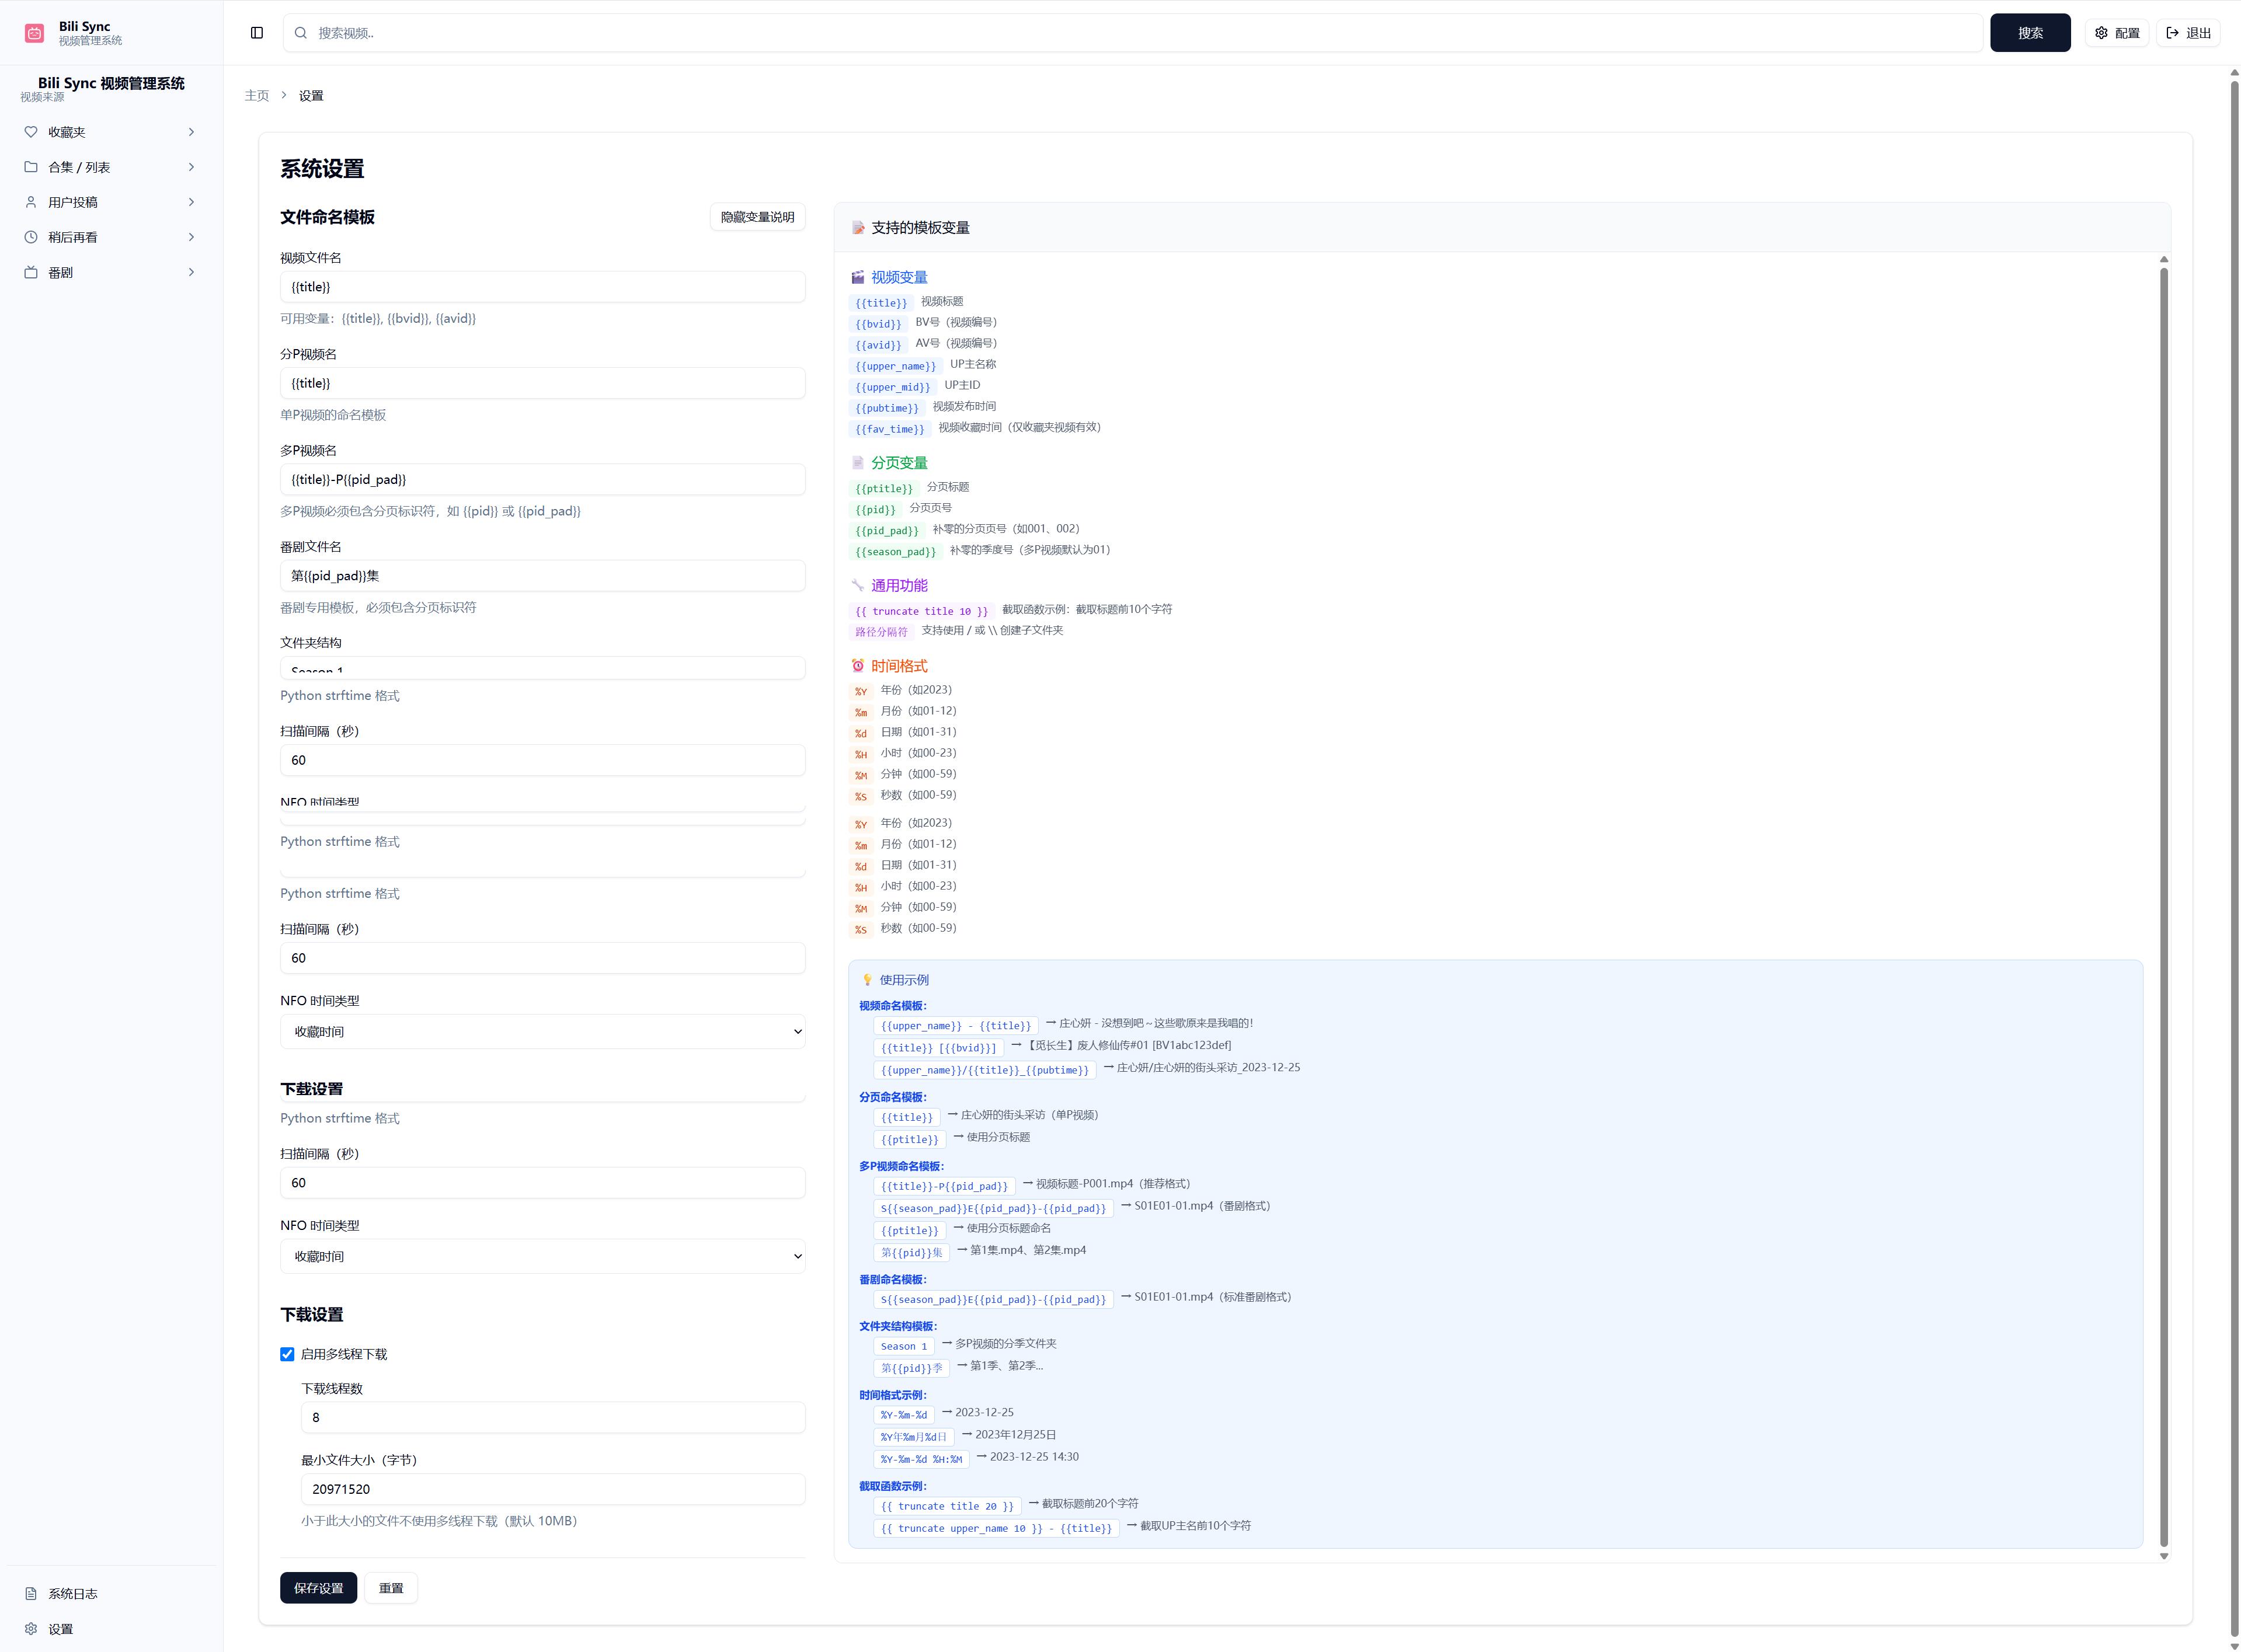 Bili Sync
视频管理系统
搜索视频..
搜索
配置
退出
Bili Sync 视频管理系统
视频来源
收藏夹
合集 / 列表
用户投稿
稍后再看
番剧
系统日志
设置
主页 > 设置
系统设置
文件命名模板
隐藏变量说明
视频文件名
{{title}}
可用变量：{{title}}, {{bvid}}, {{avid}}
分P视频名
{{title}}
单P视频的命名模板
多P视频名
{{title}}-P{{pid_pad}}
多P视频必须包含分页标识符，如 {{pid}} 或 {{pid_pad}}
番剧文件名
第{{pid_pad}}集
番剧专用模板，必须包含分页标识符
文件夹结构
Season 1
Python strftime 格式
扫描间隔（秒）
60
NFO 时间类型
Python strftime 格式
Python strftime 格式
扫描间隔（秒）
60
NFO 时间类型
收藏时间
下载设置
Python strftime 格式
扫描间隔（秒）
60
NFO 时间类型
收藏时间
下载设置
启用多线程下载
下载线程数
8
最小文件大小（字节）
20971520
小于此大小的文件不使用多线程下载（默认 10MB）
保存设置
重置
📝 支持的模板变量
🎬 视频变量
{{title}} 视频标题
{{bvid}} BV号（视频编号）
{{avid}} AV号（视频编号）
{{upper_name}} UP主名称
{{upper_mid}} UP主ID
{{pubtime}} 视频发布时间
{{fav_time}} 视频收藏时间（仅收藏夹视频有效）
📄 分页变量
{{ptitle}} 分页标题
{{pid}} 分页页号
{{pid_pad}} 补零的分页页号（如001、002）
{{season_pad}} 补零的季度号（多P视频默认为01）
🔧 通用功能
{{ truncate title 10 }} 截取函数示例：截取标题前10个字符
路径分隔符 支持使用 / 或 \\ 创建子文件夹
⏰ 时间格式
%Y 年份（如2023）
%m 月份（如01-12）
%d 日期（如01-31）
%H 小时（如00-23）
%M 分钟（如00-59）
%S 秒数（如00-59）
%Y 年份（如2023）
%m 月份（如01-12）
%d 日期（如01-31）
%H 小时（如00-23）
%M 分钟（如00-59）
%S 秒数（如00-59）
💡 使用示例
视频命名模板：
{{upper_name}} - {{title}} → 庄心妍 - 没想到吧～这些歌原来是我唱的！
{{title}} [{{bvid}}] → 【觅长生】废人修仙传#01 [BV1abc123def]
{{upper_name}}/{{title}}_{{pubtime}} → 庄心妍/庄心妍的街头采访_2023-12-25
分页命名模板：
{{title}} → 庄心妍的街头采访（单P视频）
{{ptitle}} → 使用分页标题
多P视频命名模板：
{{title}}-P{{pid_pad}} → 视频标题-P001.mp4（推荐格式）
S{{season_pad}}E{{pid_pad}}-{{pid_pad}} → S01E01-01.mp4（番剧格式）
{{ptitle}} → 使用分页标题命名
第{{pid}}集 → 第1集.mp4、第2集.mp4
番剧命名模板：
S{{season_pad}}E{{pid_pad}}-{{pid_pad}} → S01E01-01.mp4（标准番剧格式）
文件夹结构模板：
Season 1 → 多P视频的分季文件夹
第{{pid}}季 → 第1季、第2季...
时间格式示例：
%Y-%m-%d → 2023-12-25
%Y年%m月%d日 → 2023年12月25日
%Y-%m-%d %H:%M → 2023-12-25 14:30
截取函数示例：
{{ truncate title 20 }} → 截取标题前20个字符
{{ truncate upper_name 10 }} - {{title}} → 截取UP主名前10个字符